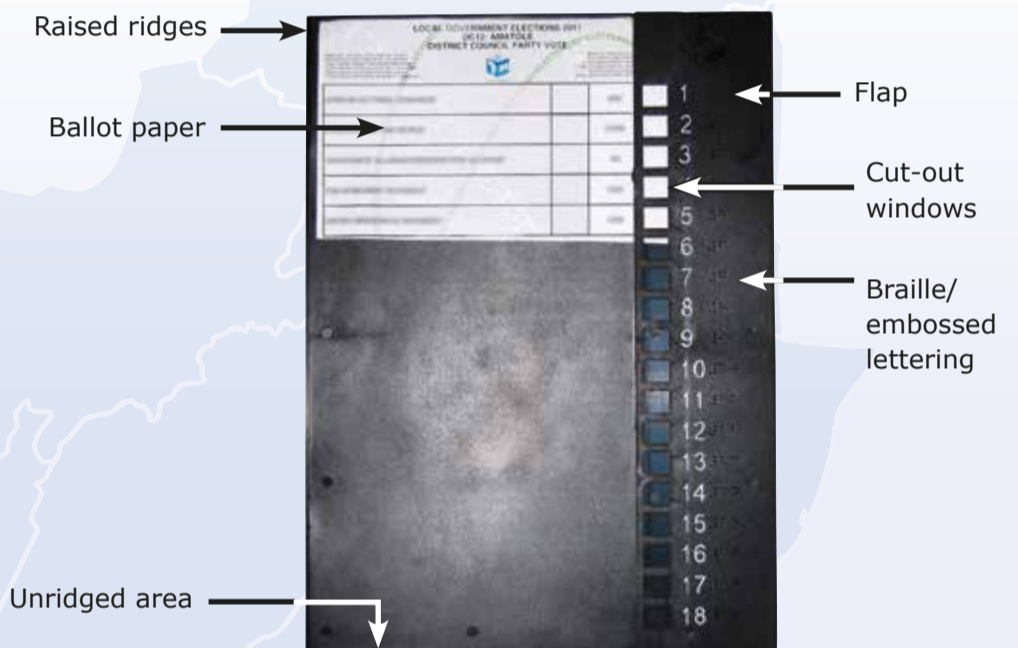 Raised ridges
LOCAL GOVERNMENT ELECTIONS 2011
DC12: AMATOLE
DISTRICT COUNCIL PARTY VOTE
Ballot paper
Flap
Cut-out
windows
Braille/
embossed
lettering
Unridged area
1
2
3
5
6
7
8
9
10
11
12
13
14
15
16
17
18